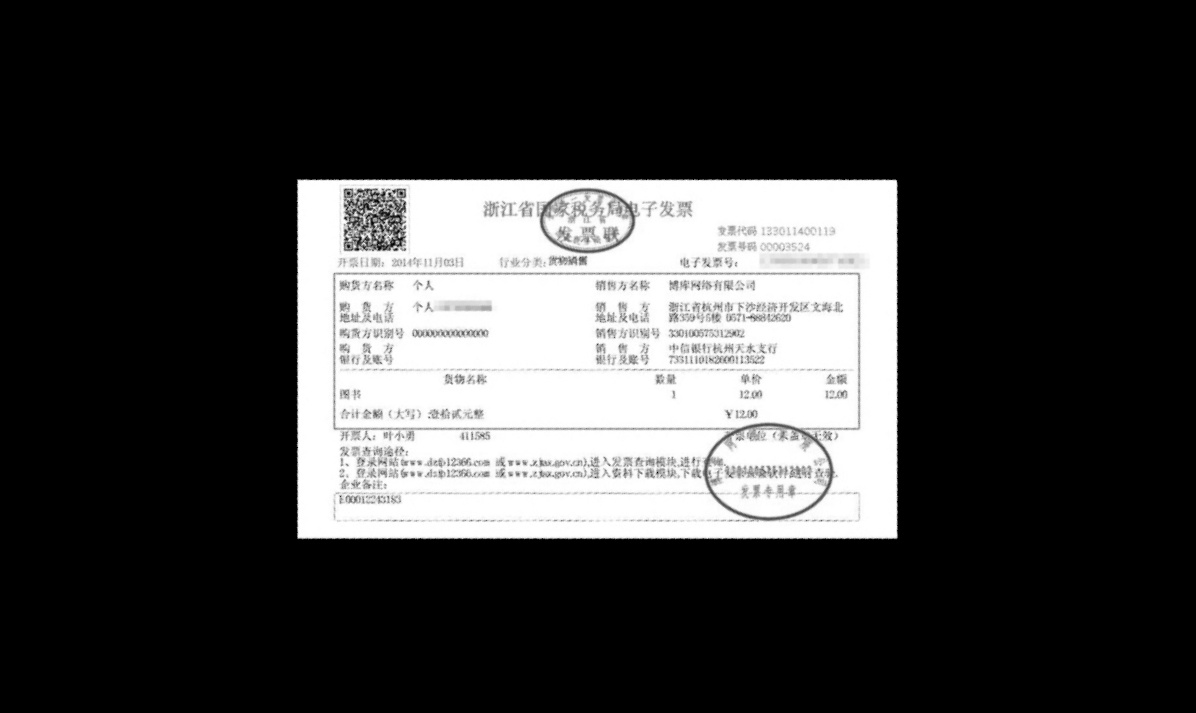 浙江省国家税务局电子发票
发票联
发票代码 133011400119
发票号码 00003524
开票日期：2014年11月03日 行业分类：货物销售 电子发票号：
购货方名称 个人 销售方名称 博库网络有限公司
购货方地址及电话 个人 销售方地址及电话 浙江省杭州市下沙经济开发区文海北路359号5楼 0571-88842620
购货方识别号 000000000000000 销售方识别号 330100575312902
购货方银行及账号 销售方银行及账号 中信银行杭州天水支行 7331110182600113522
货物名称 数量 单价 金额
图书 1 12.00 12.00
合计金额（大写）:壹拾贰元整 ￥12.00
开票人：叶小勇 411585 开票单位（未盖章无效）
发票查询途径：
1、登录网站(www.dzfp12366.com 或www.zjtax.gov.cn),进入发票查询模块,进行查询.
2、登录网站(www.dzfp12366.com 或www.zjtax.gov.cn),进入资料下载模块,下载电子发票 软件进行查验.
企业备注：
E00012243183
发票专用章